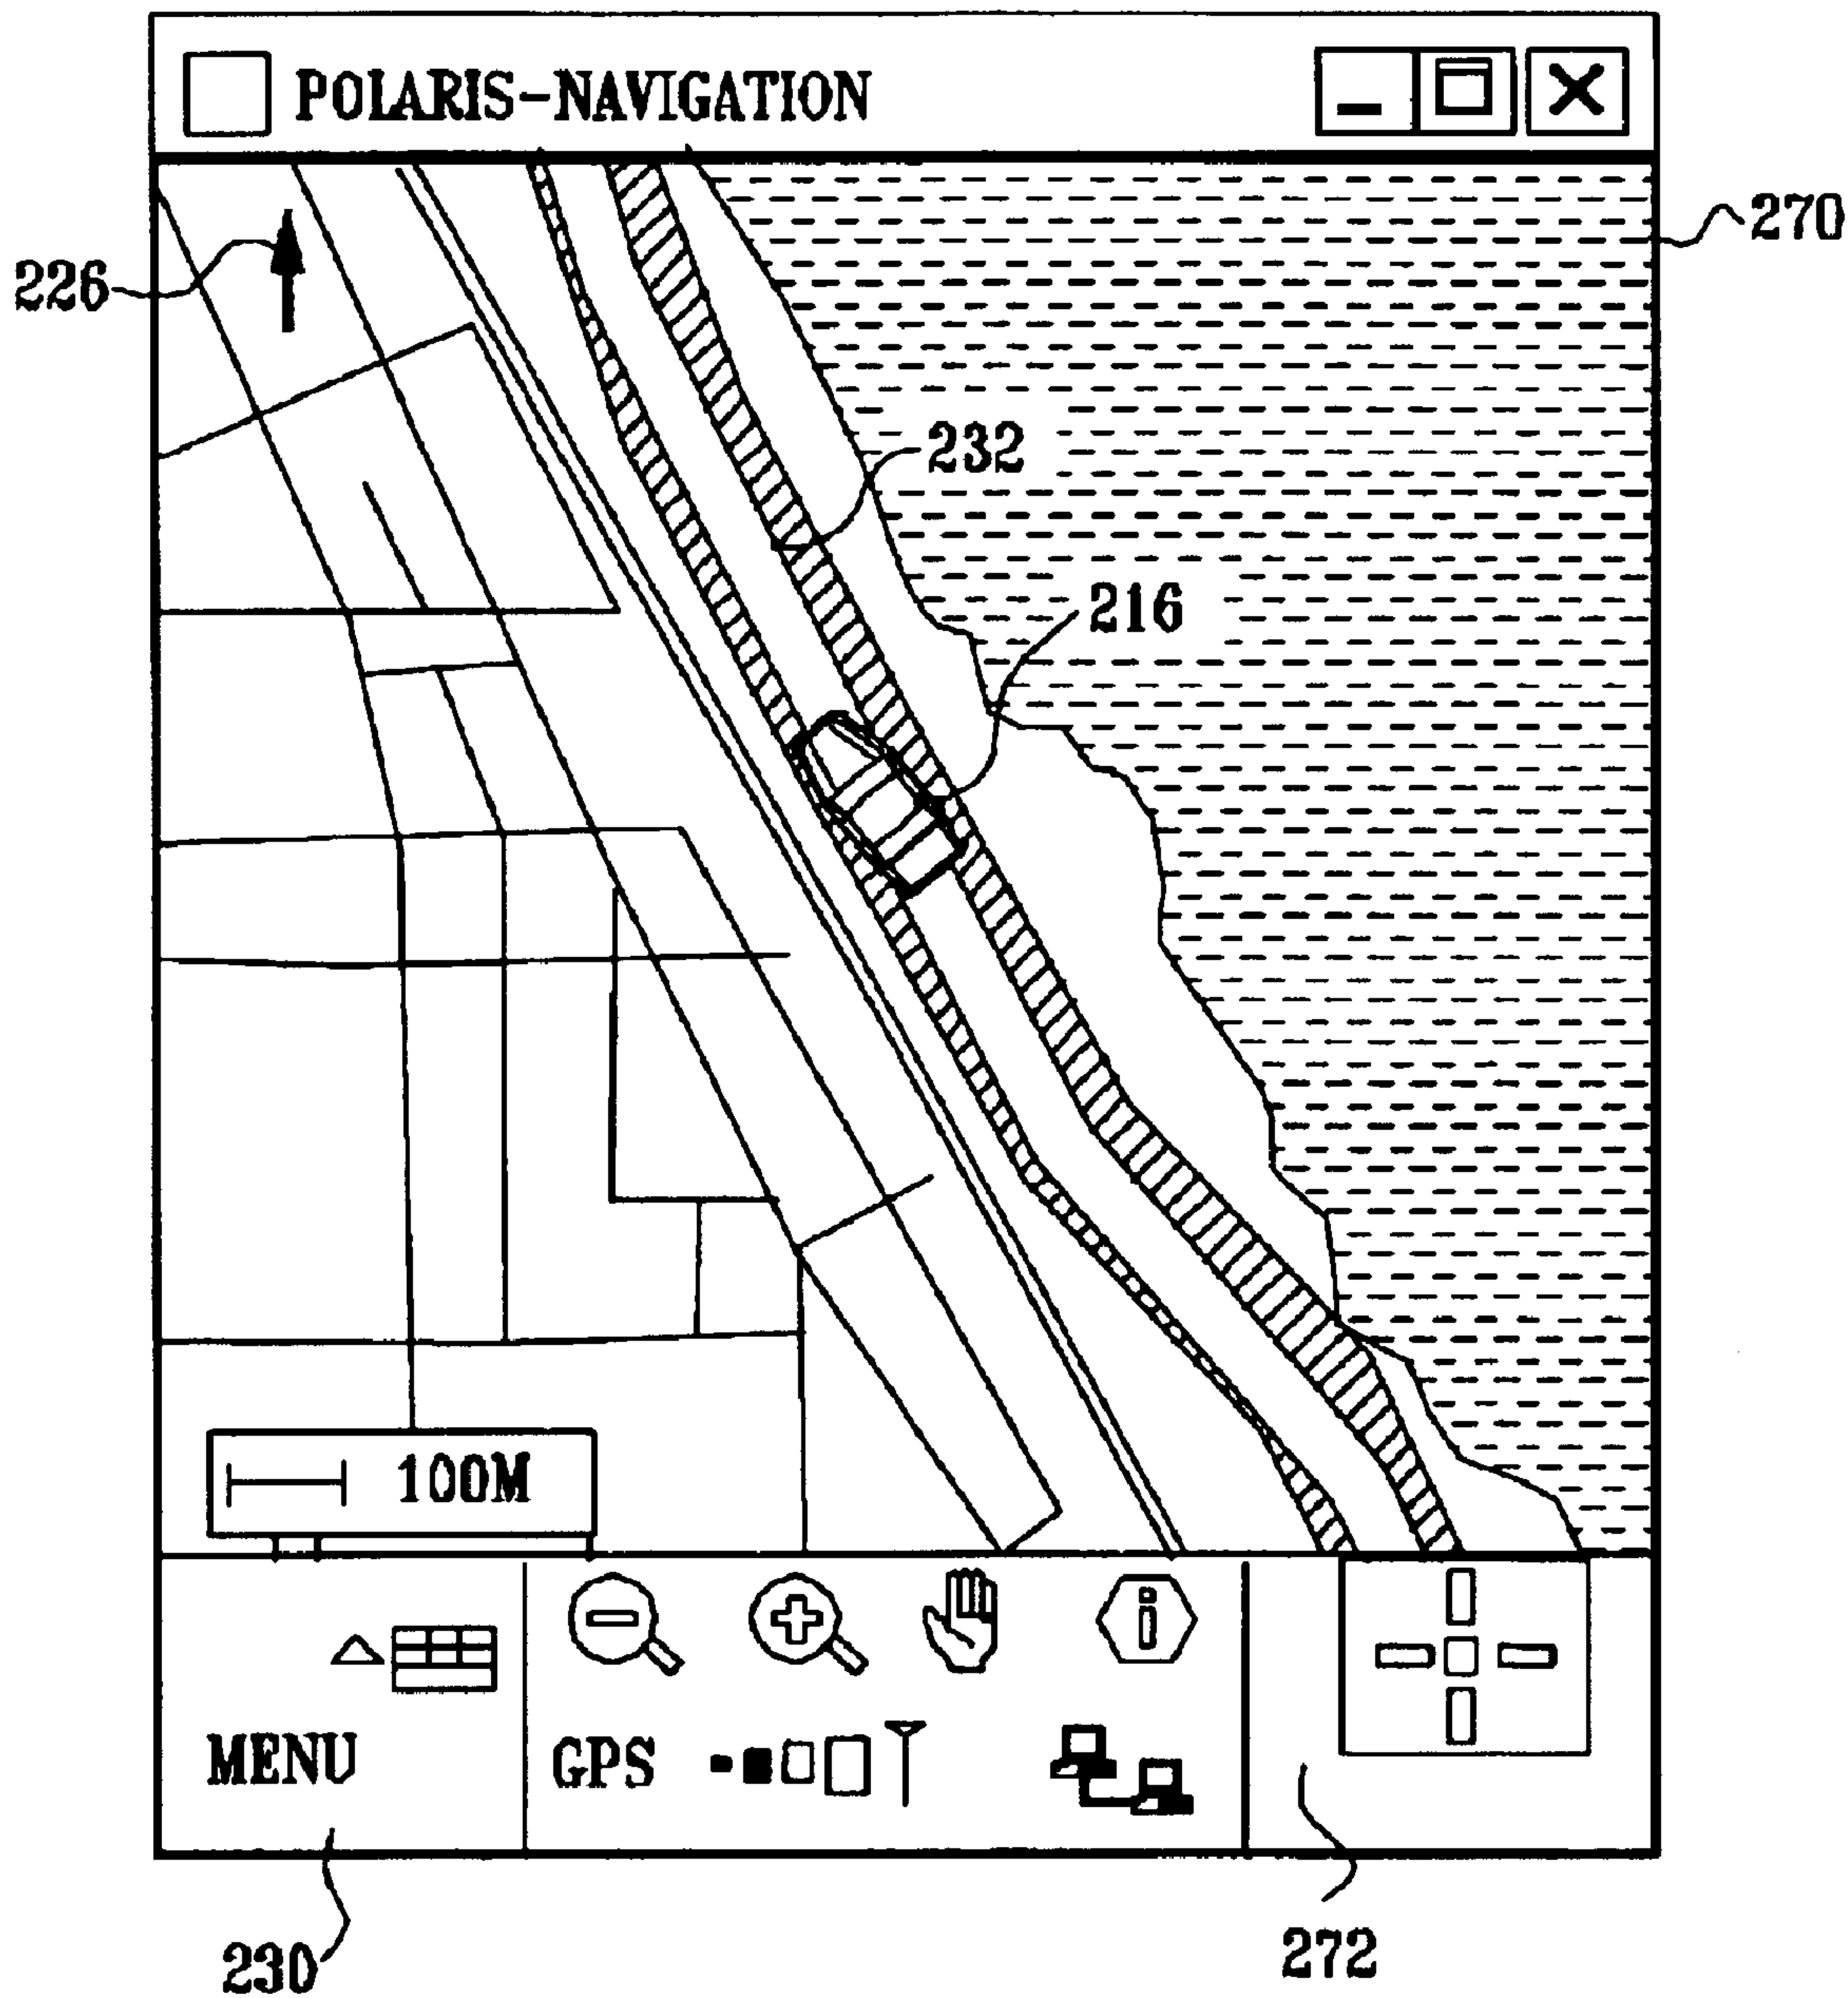 POLARIS-NAVIGATION
270
226
232
216
100M
MENU
GPS
230
272